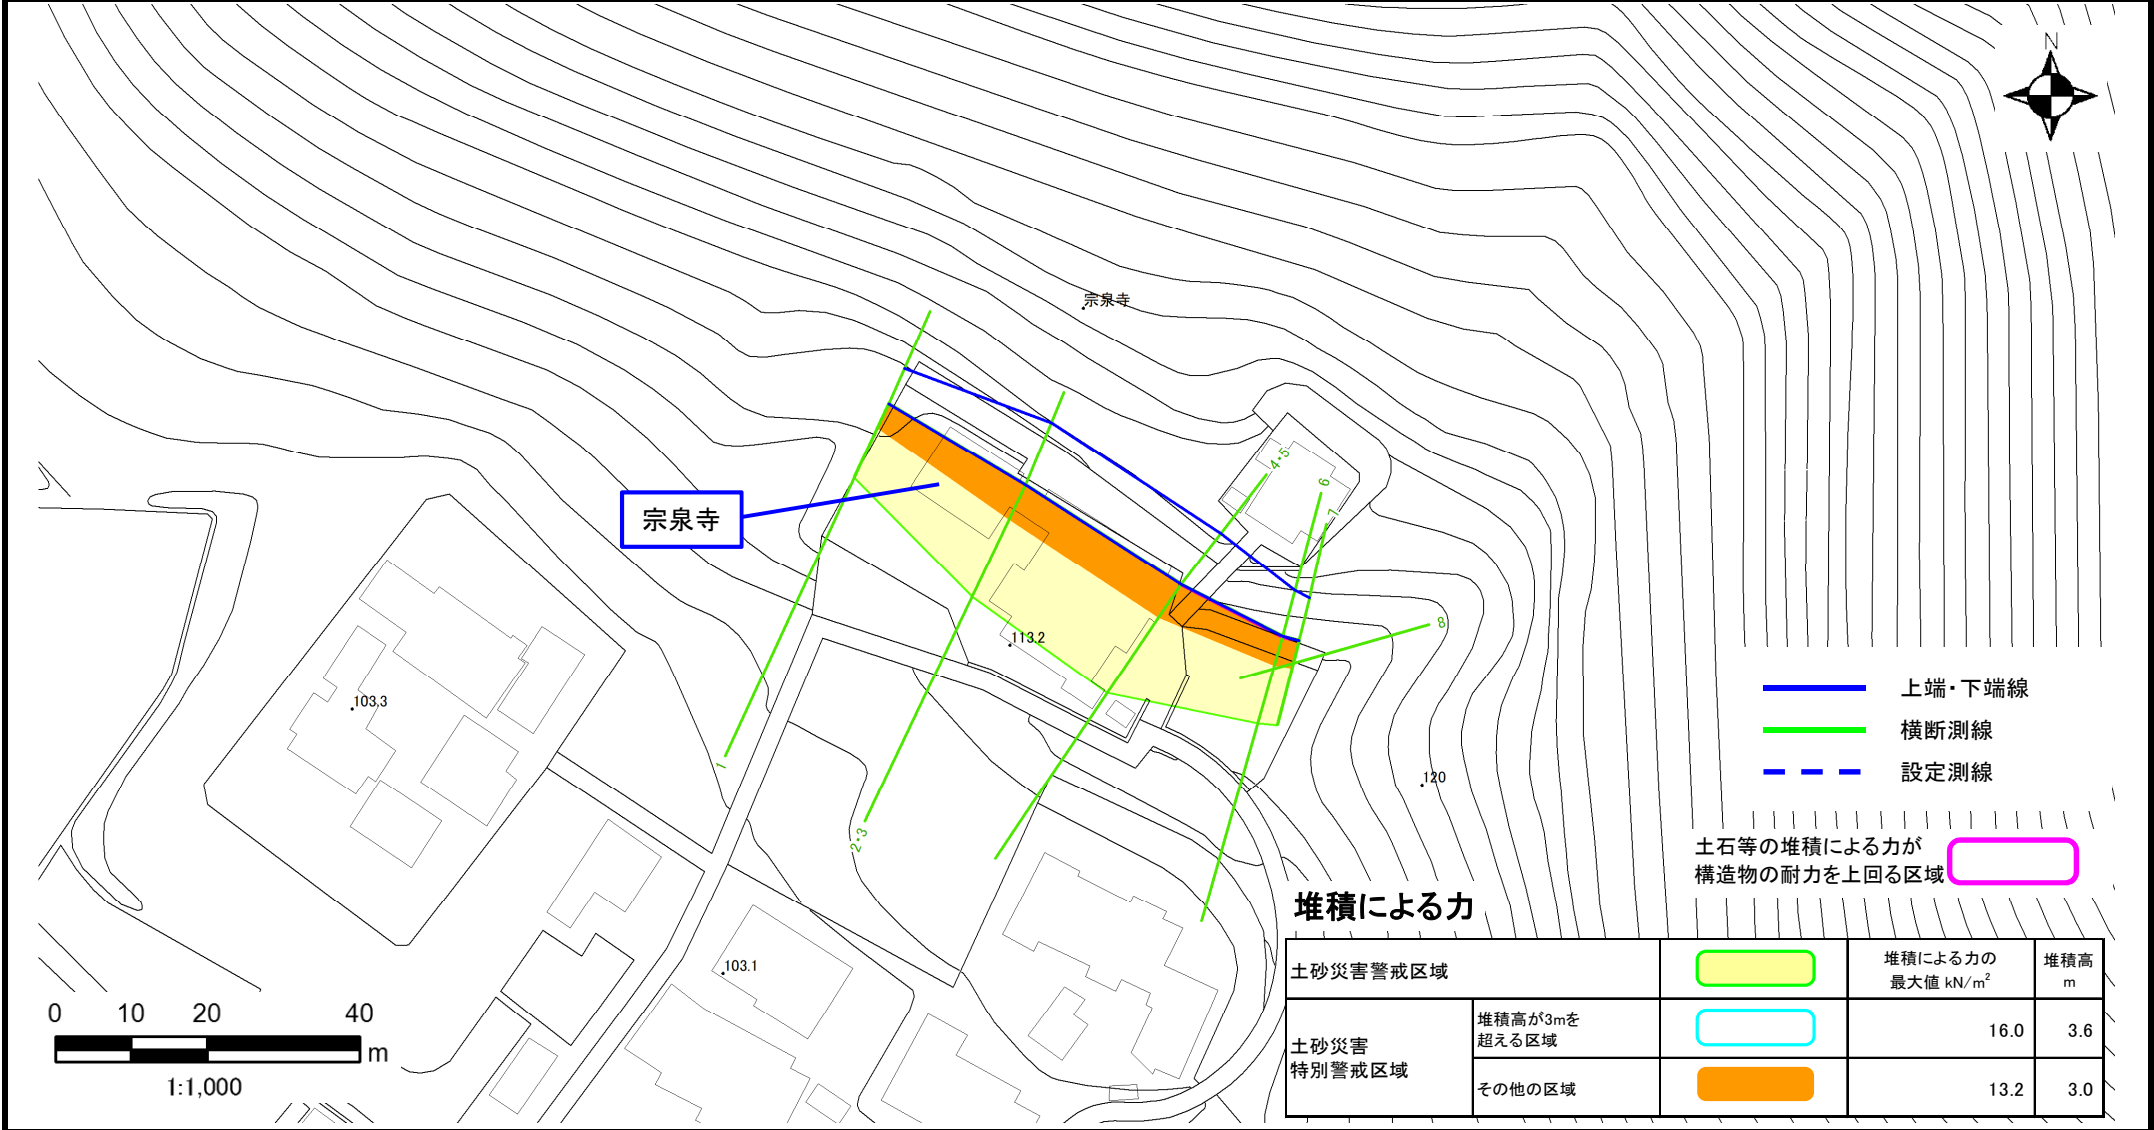 N
宗泉寺
4・5
6
7
宗泉寺
8
113.2
103.3
1
120
2・3
103.1
上端・下端線
横断測線
設定測線
土石等の堆積による力が
構造物の耐力を上回る区域
堆積による力
土砂災害警戒区域
堆積による力の
最大値 kN/m²
堆積高
m
土砂災害
特別警戒区域
堆積高が3mを
超える区域
16.0
3.6
その他の区域
13.2
3.0
0 10 20 40
m
1:1,000